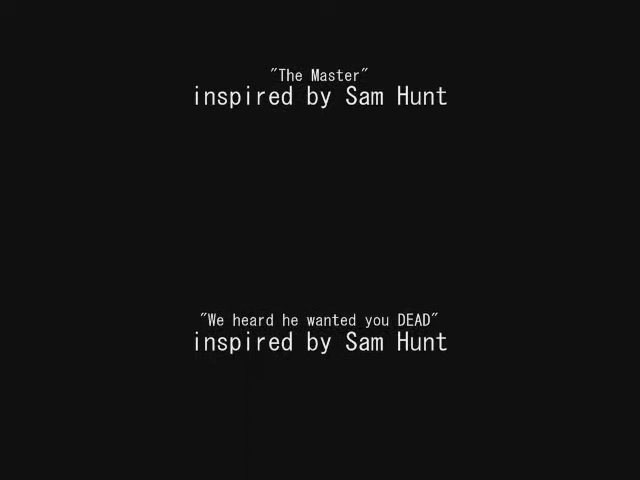 "The Master"
inspired by Sam Hunt
"We heard he wanted you DEAD"
inspired by Sam Hunt